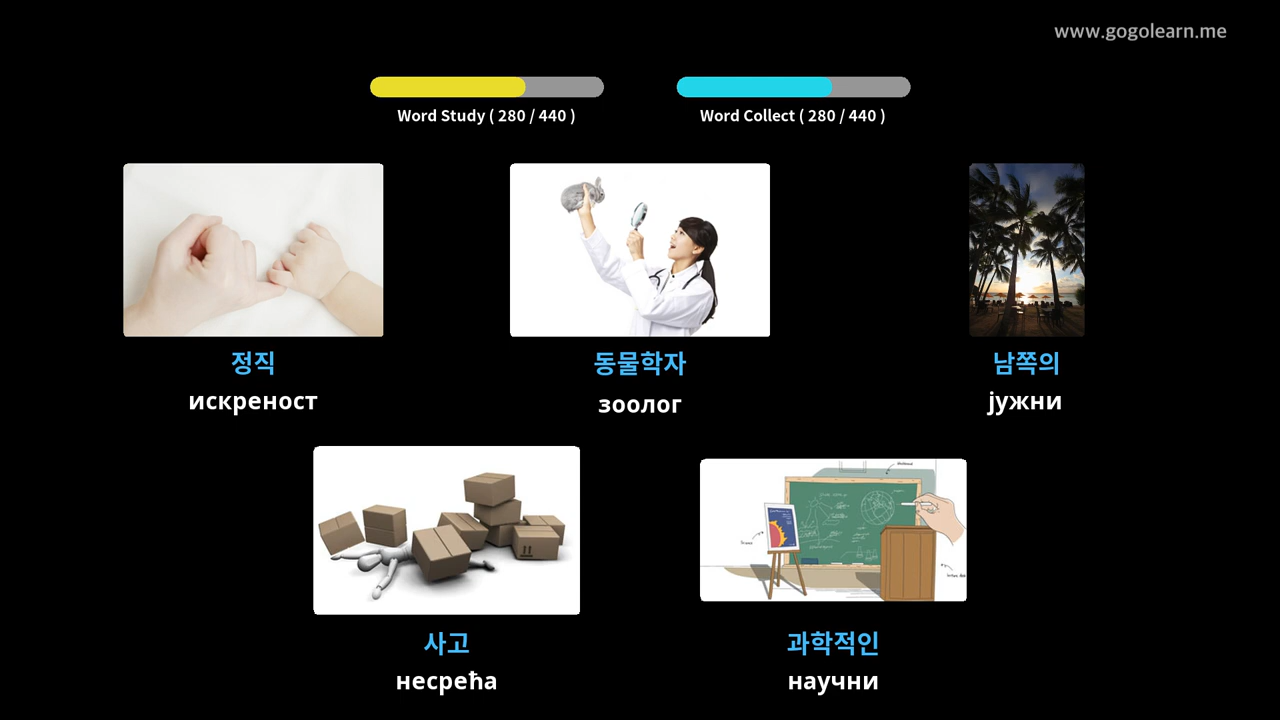 www.gogolearn.me
Word Study ( 280 / 440 )
Word Collect ( 280 / 440 )
정직
искреност
동물학자
зоолог
남쪽의
јужни
사고
несрећа
과학적인
научни